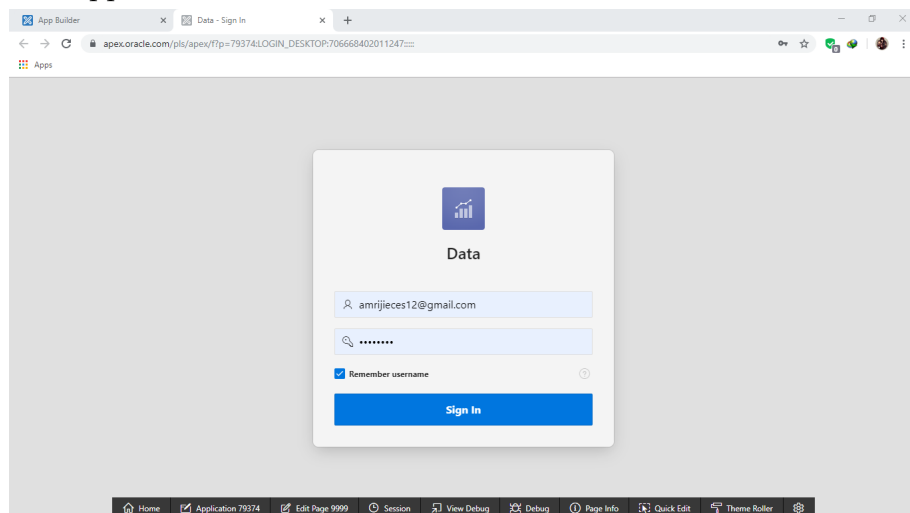 App Builder
Data - Sign In
apex.oracle.com/pls/apex/f?p=79374:LOGIN_DESKTOP:706668402011247:::::
Apps
Data
amrijieces12@gmail.com
••••••••
Remember username
Sign In
Home Application 79374 Edit Page 9999 Session View Debug Debug Page Info Quick Edit Theme Roller